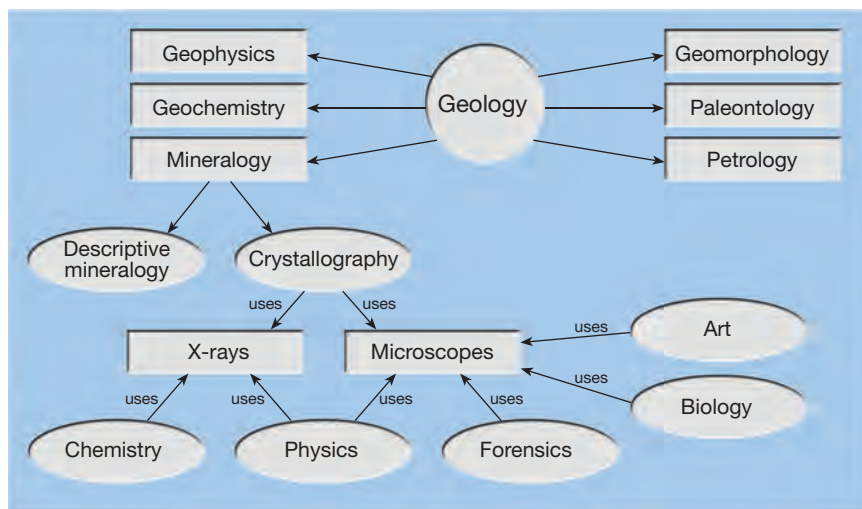 Geophysics
Geomorphology
Geology
Geochemistry
Paleontology
Mineralogy
Petrology
Descriptive
mineralogy
Crystallography
uses
uses
Art
uses
X-rays
Microscopes
uses
Biology
uses
uses
uses
uses
Chemistry
Physics
Forensics